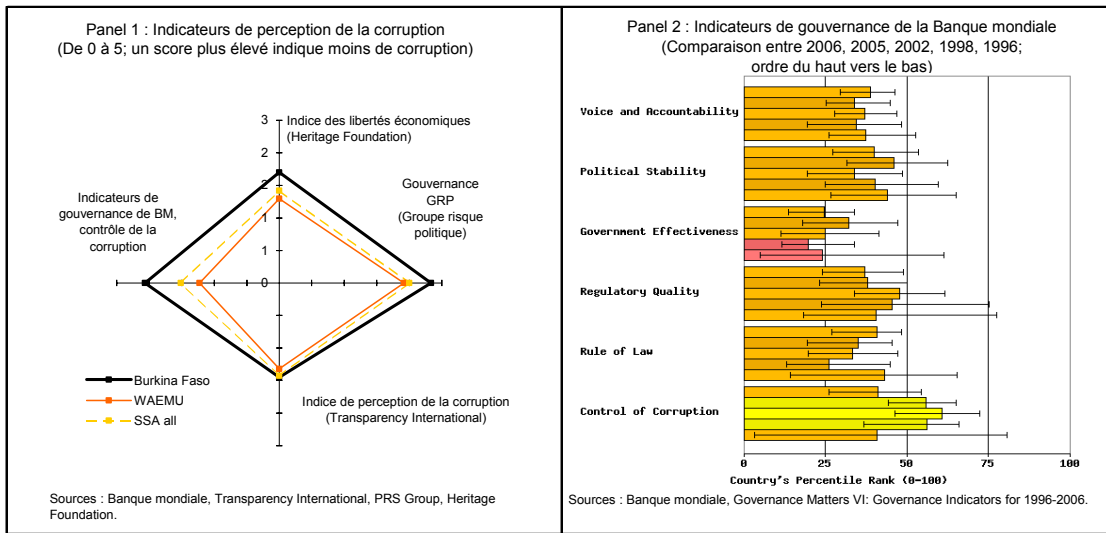 Panel 1 : Indicateurs de perception de la corruption
(De 0 à 5; un score plus élevé indique moins de corruption)
3
2
1
1
0
0
Indice des libertés économiques
(Heritage Foundation)
Gouvernance
GRP
(Groupe risque
politique)
Indicateurs de
gouvernance de BM,
contrôle de la
corruption
Indice de perception de la corruption
(Transparency International)
Burkina Faso
WAEMU
SSA all
Sources : Banque mondiale, Transparency International, PRS Group, Heritage
Foundation.
Panel 2 : Indicateurs de gouvernance de la Banque mondiale
(Comparaison entre 2006, 2005, 2002, 1998, 1996;
ordre du haut vers le bas)
Voice and Accountability
Political Stability
Government Effectiveness
Regulatory Quality
Rule of Law
Control of Corruption
0 25 50 75 100
Country's Percentile Rank (0-100)
Sources : Banque mondiale, Governance Matters VI: Governance Indicators for 1996-2006.